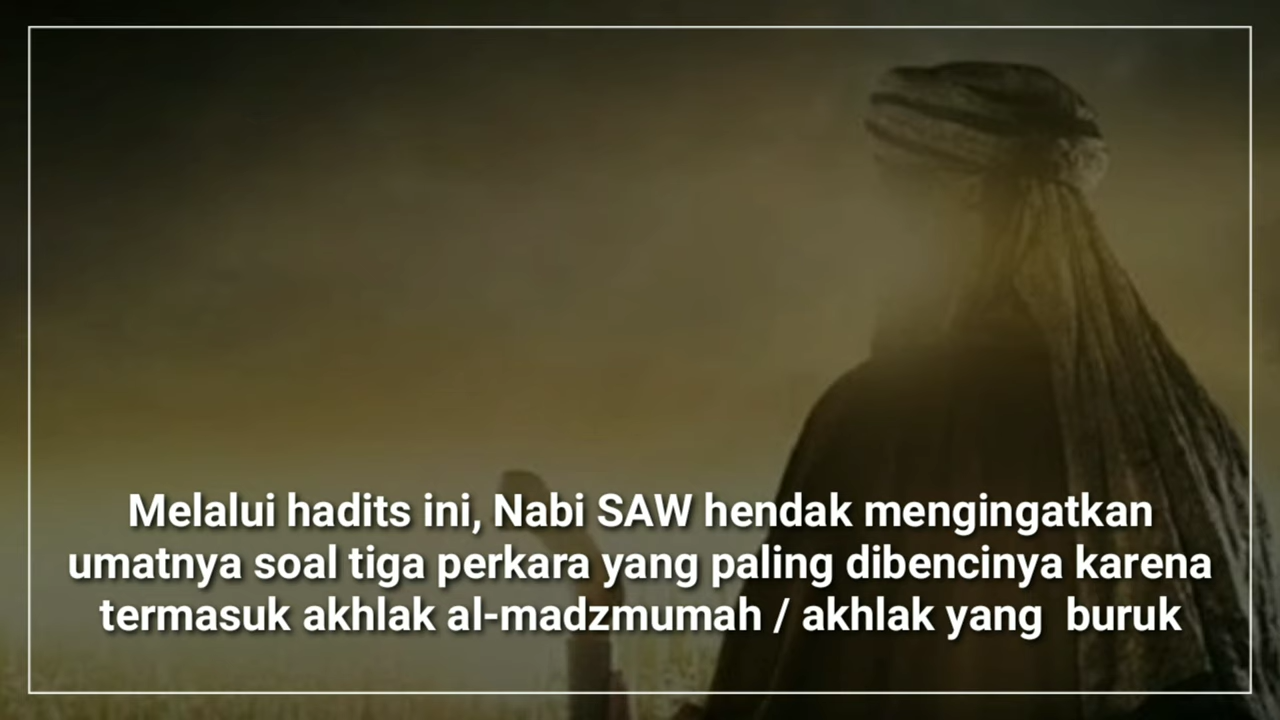 Melalui hadits ini, Nabi SAW hendak mengingatkan
umatnya soal tiga perkara yang paling dibencinya karena
termasuk akhlak al-madzmumah / akhlak yang  buruk